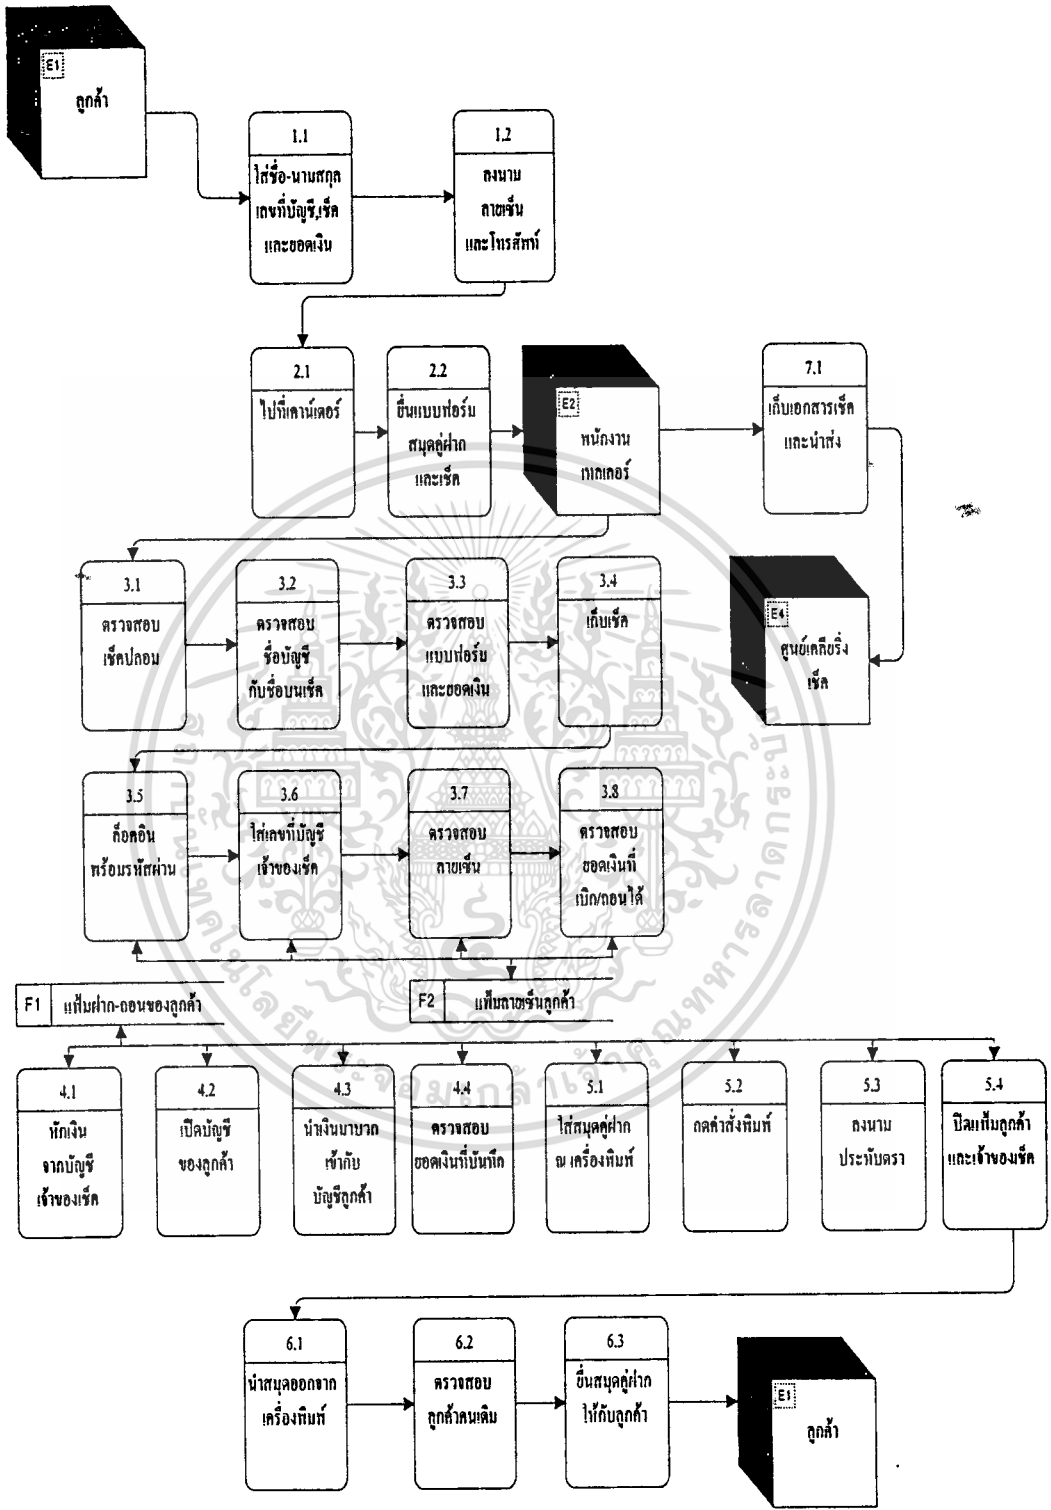 E1
ลูกค้า
1.1
ใส่ชื่อ-นามสกุล
เลขที่บัญชี,เช็ค
และยอดเงิน
1.2
ลงนาม
ลายเซ็น
และโทรศัพท์
2.1
ไปที่เคาน์เตอร์
2.2
ยื่นแบบฟอร์ม
สมุดคู่ฝาก
และเช็ค
E2
พนักงาน
เทลเลอร์
7.1
เก็บเอกสารเช็ค
และนำส่ง
3.1
ตรวจสอบ
เช็คปลอม
3.2
ตรวจสอบ
ชื่อบัญชี
กับชื่อบนเช็ค
3.3
ตรวจสอบ
แบบฟอร์ม
และยอดเงิน
3.4
เก็บเช็ค
E4
ศูนย์เคลียริ่ง
เช็ค
3.5
ล็อคอิน
พร้อมรหัสผ่าน
3.6
ใส่เลขที่บัญชี
เจ้าของเช็ค
3.7
ตรวจสอบ
ลายเซ็น
3.8
ตรวจสอบ
ยอดเงินที่
เบิก/ถอนได้
F1 แฟ้มฝาก-ถอนของลูกค้า
F2 แฟ้มลายเซ็นลูกค้า
4.1
หักเงิน
จากบัญชี
เจ้าของเช็ค
4.2
เปิดบัญชี
ของลูกค้า
4.3
นำเงินมาบวก
เข้ากับ
บัญชีลูกค้า
4.4
ตรวจสอบ
ยอดเงินที่บันทึก
5.1
ใส่สมุดคู่ฝาก
ณ เครื่องพิมพ์
5.2
กดคำสั่งพิมพ์
5.3
ลงนาม
ประทับตรา
5.4
ปิดแฟ้มลูกค้า
และเจ้าของเช็ค
6.1
นำสมุดออกจาก
เครื่องพิมพ์
6.2
ตรวจสอบ
ลูกค้าคนเดิม
6.3
ยื่นสมุดคู่ฝาก
ให้กับลูกค้า
E1
ลูกค้า